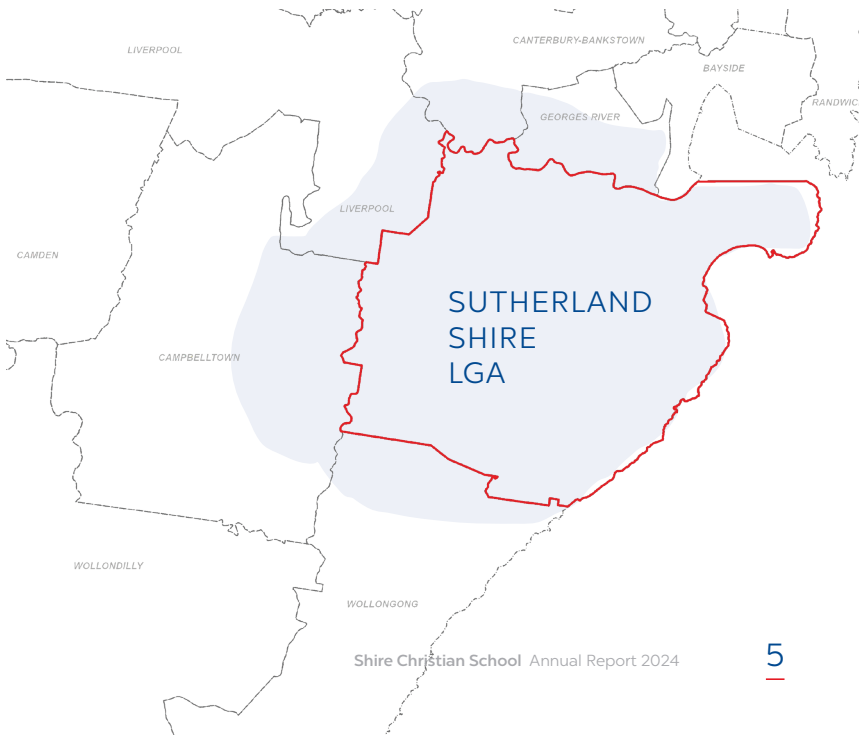 CANTERBURY-BANKSTOWN
LIVERPOOL
BAYSIDE
RANDWIC
GEORGES RIVER
LIVERPOOL
CAMDEN
SUTHERLAND
SHIRE
LGA
CAMPBELLTOWN
WOLLONDILLY
WOLLONGONG
Shire Christian School Annual Report 2024
5